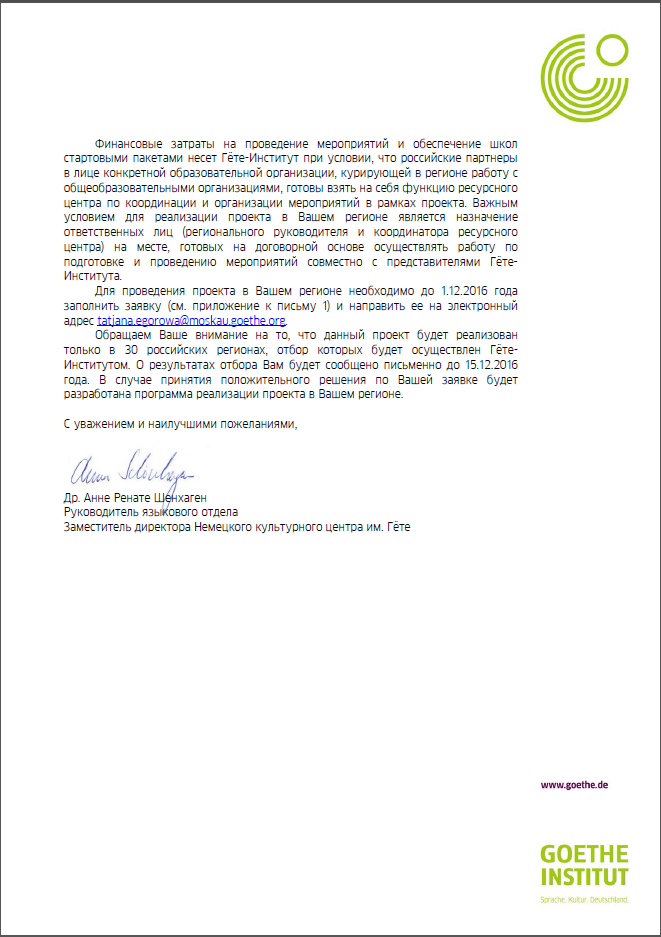 Финансовые затраты на проведение мероприятий и обеспечение школ
стартовыми пакетами несет Гёте-Институт при условии, что российские партнеры
в лице конкретной образовательной организации, курирующей в регионе работу с
общеобразовательными организациями, готовы взять на себя функцию ресурсного
центра по координации и организации мероприятий в рамках проекта. Важным
условием для реализации проекта в Вашем регионе является назначение
ответственных лиц (регионального руководителя и координатора ресурсного
центра) на месте, готовых на договорной основе осуществлять работу по
подготовке и проведению мероприятий совместно с представителями Гёте-
Института.
Для проведения проекта в Вашем регионе необходимо до 1.12.2016 года
заполнить заявку (см. приложение к письму 1) и направить ее на электронный
адрес tatjana.egorowa@moskau.goethe.org.
Обращаем Ваше внимание на то, что данный проект будет реализован
только в 30 российских регионах, отбор которых будет осуществлен Гёте-
Институтом. О результатах отбора Вам будет сообщено письменно до 15.12.2016
года. В случае принятия положительного решения по Вашей заявке будет
разработана программа реализации проекта в Вашем регионе.
С уважением и наилучшими пожеланиями,
Др. Анне Ренате Шёнхаген
Руководитель языкового отдела
Заместитель директора Немецкого культурного центра им. Гёте
www.goethe.de
GOETHE
INSTITUT
Sprache. Kultur. Deutschland.